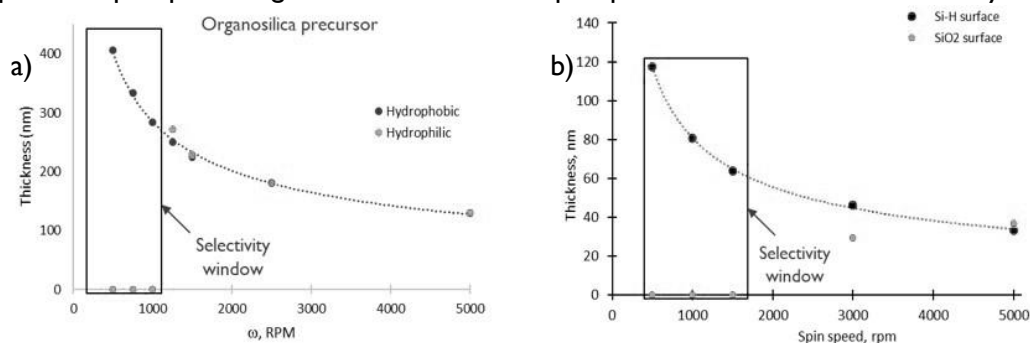 Organosilica precursor
a)
Thickness (nm)
400
300
200
100
0
Hydrophobic
Hydrophilic
Selectivity
window
0
1000
2000
3000
4000
5000
ω, RPM
b)
Thickness, nm
140
120
100
80
60
40
20
0
Si-H surface
SiO2 surface
Selectivity
window
0
1000
2000
3000
4000
5000
Spin speed, rpm